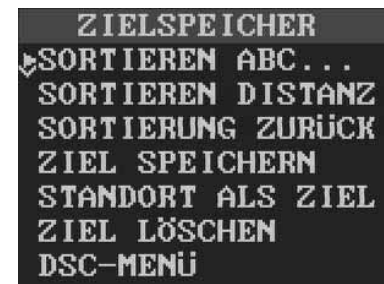 ZIELSPEICHER
SORTIEREN ABC...
SORTIEREN DISTANZ
SORTIERUNG ZURÜCK
ZIEL SPEICHERN
STANDORT ALS ZIEL
ZIEL LÖSCHEN
DSC-MENÜ